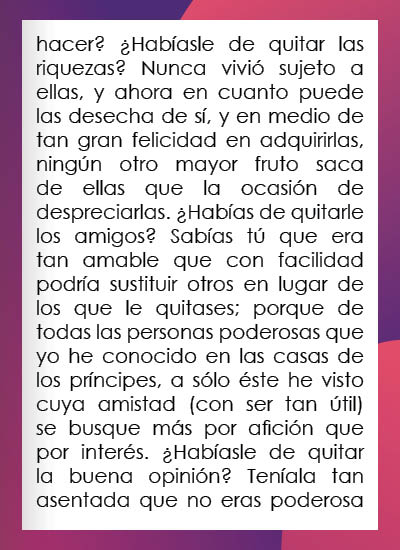 hacer? ¿Habíasle de quitar las
riquezas? Nunca vivió sujeto a
ellas, y ahora en cuanto puede
las desecha de sí, y en medio de
tan gran felicidad en adquirirlas,
ningún otro mayor fruto saca
de ellas que la ocasión de
despreciarlas. ¿Habías de quitarle
los amigos? Sabías tú que era
tan amable que con facilidad
podría sustituir otros en lugar de
los que le quitases; porque de
todas las personas poderosas que
yo he conocido en las casas de
los príncipes, a sólo éste he visto
cuya amistad (con ser tan útil)
se busque más por afición que
por interés. ¿Habíasle de quitar
la buena opinión? Teníala tan
asentada que no eras poderosa